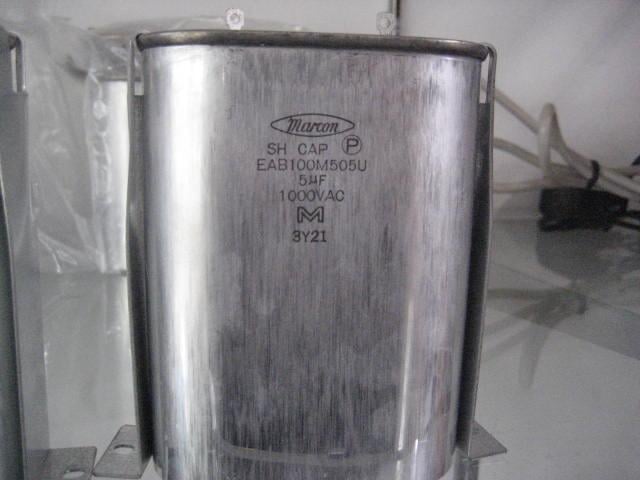 Marcon
SH CAP P
EAB100M505U
5μF
1000VAC
M
3Y21